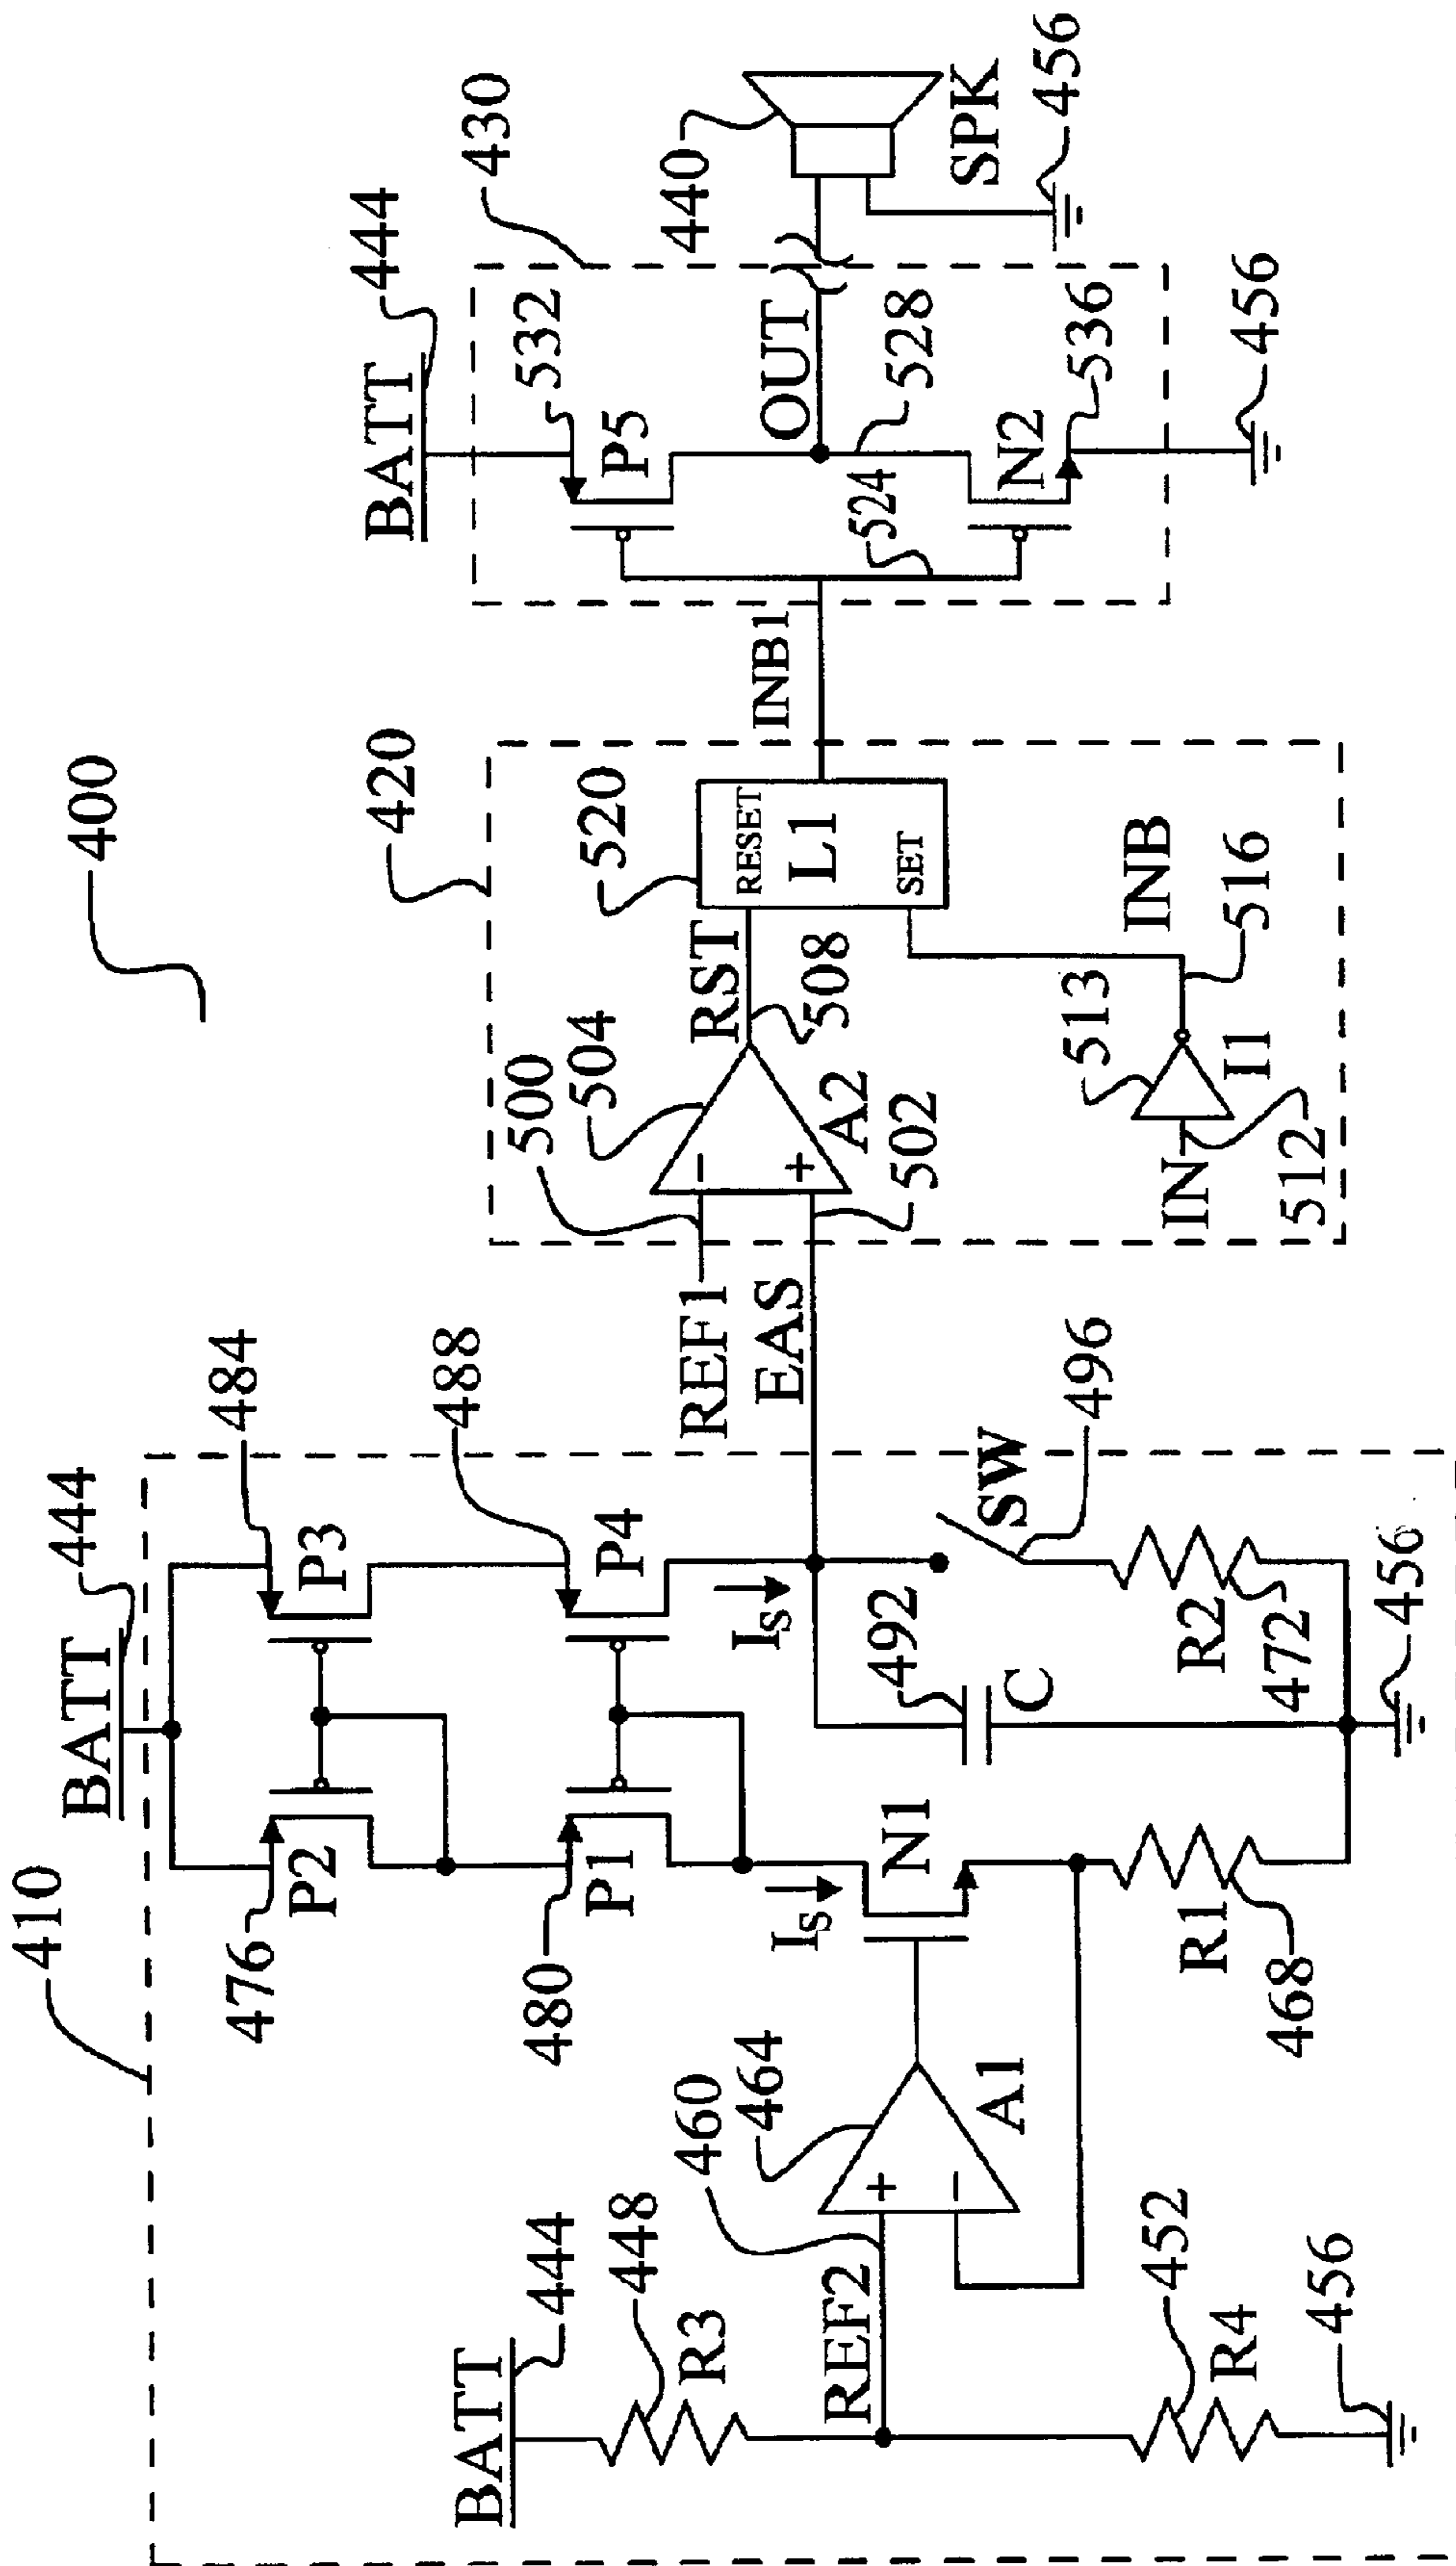 400
410
BATT
444
476
P2
484
P3
480
P1
488
P4
I_S
I_S
N1
492
C
SW
496
R2
472
R1
468
456
BATT
444
448
R3
REF2
460
464
+
−
A1
452
R4
456
420
REF1
EAS
500
504
−
+
A2
502
RST
508
520
RESET
L1
SET
IN
512
513
I1
INB
516
INB1
430
BATT
444
532
P5
524
OUT
528
N2
536
456
440
SPK
456